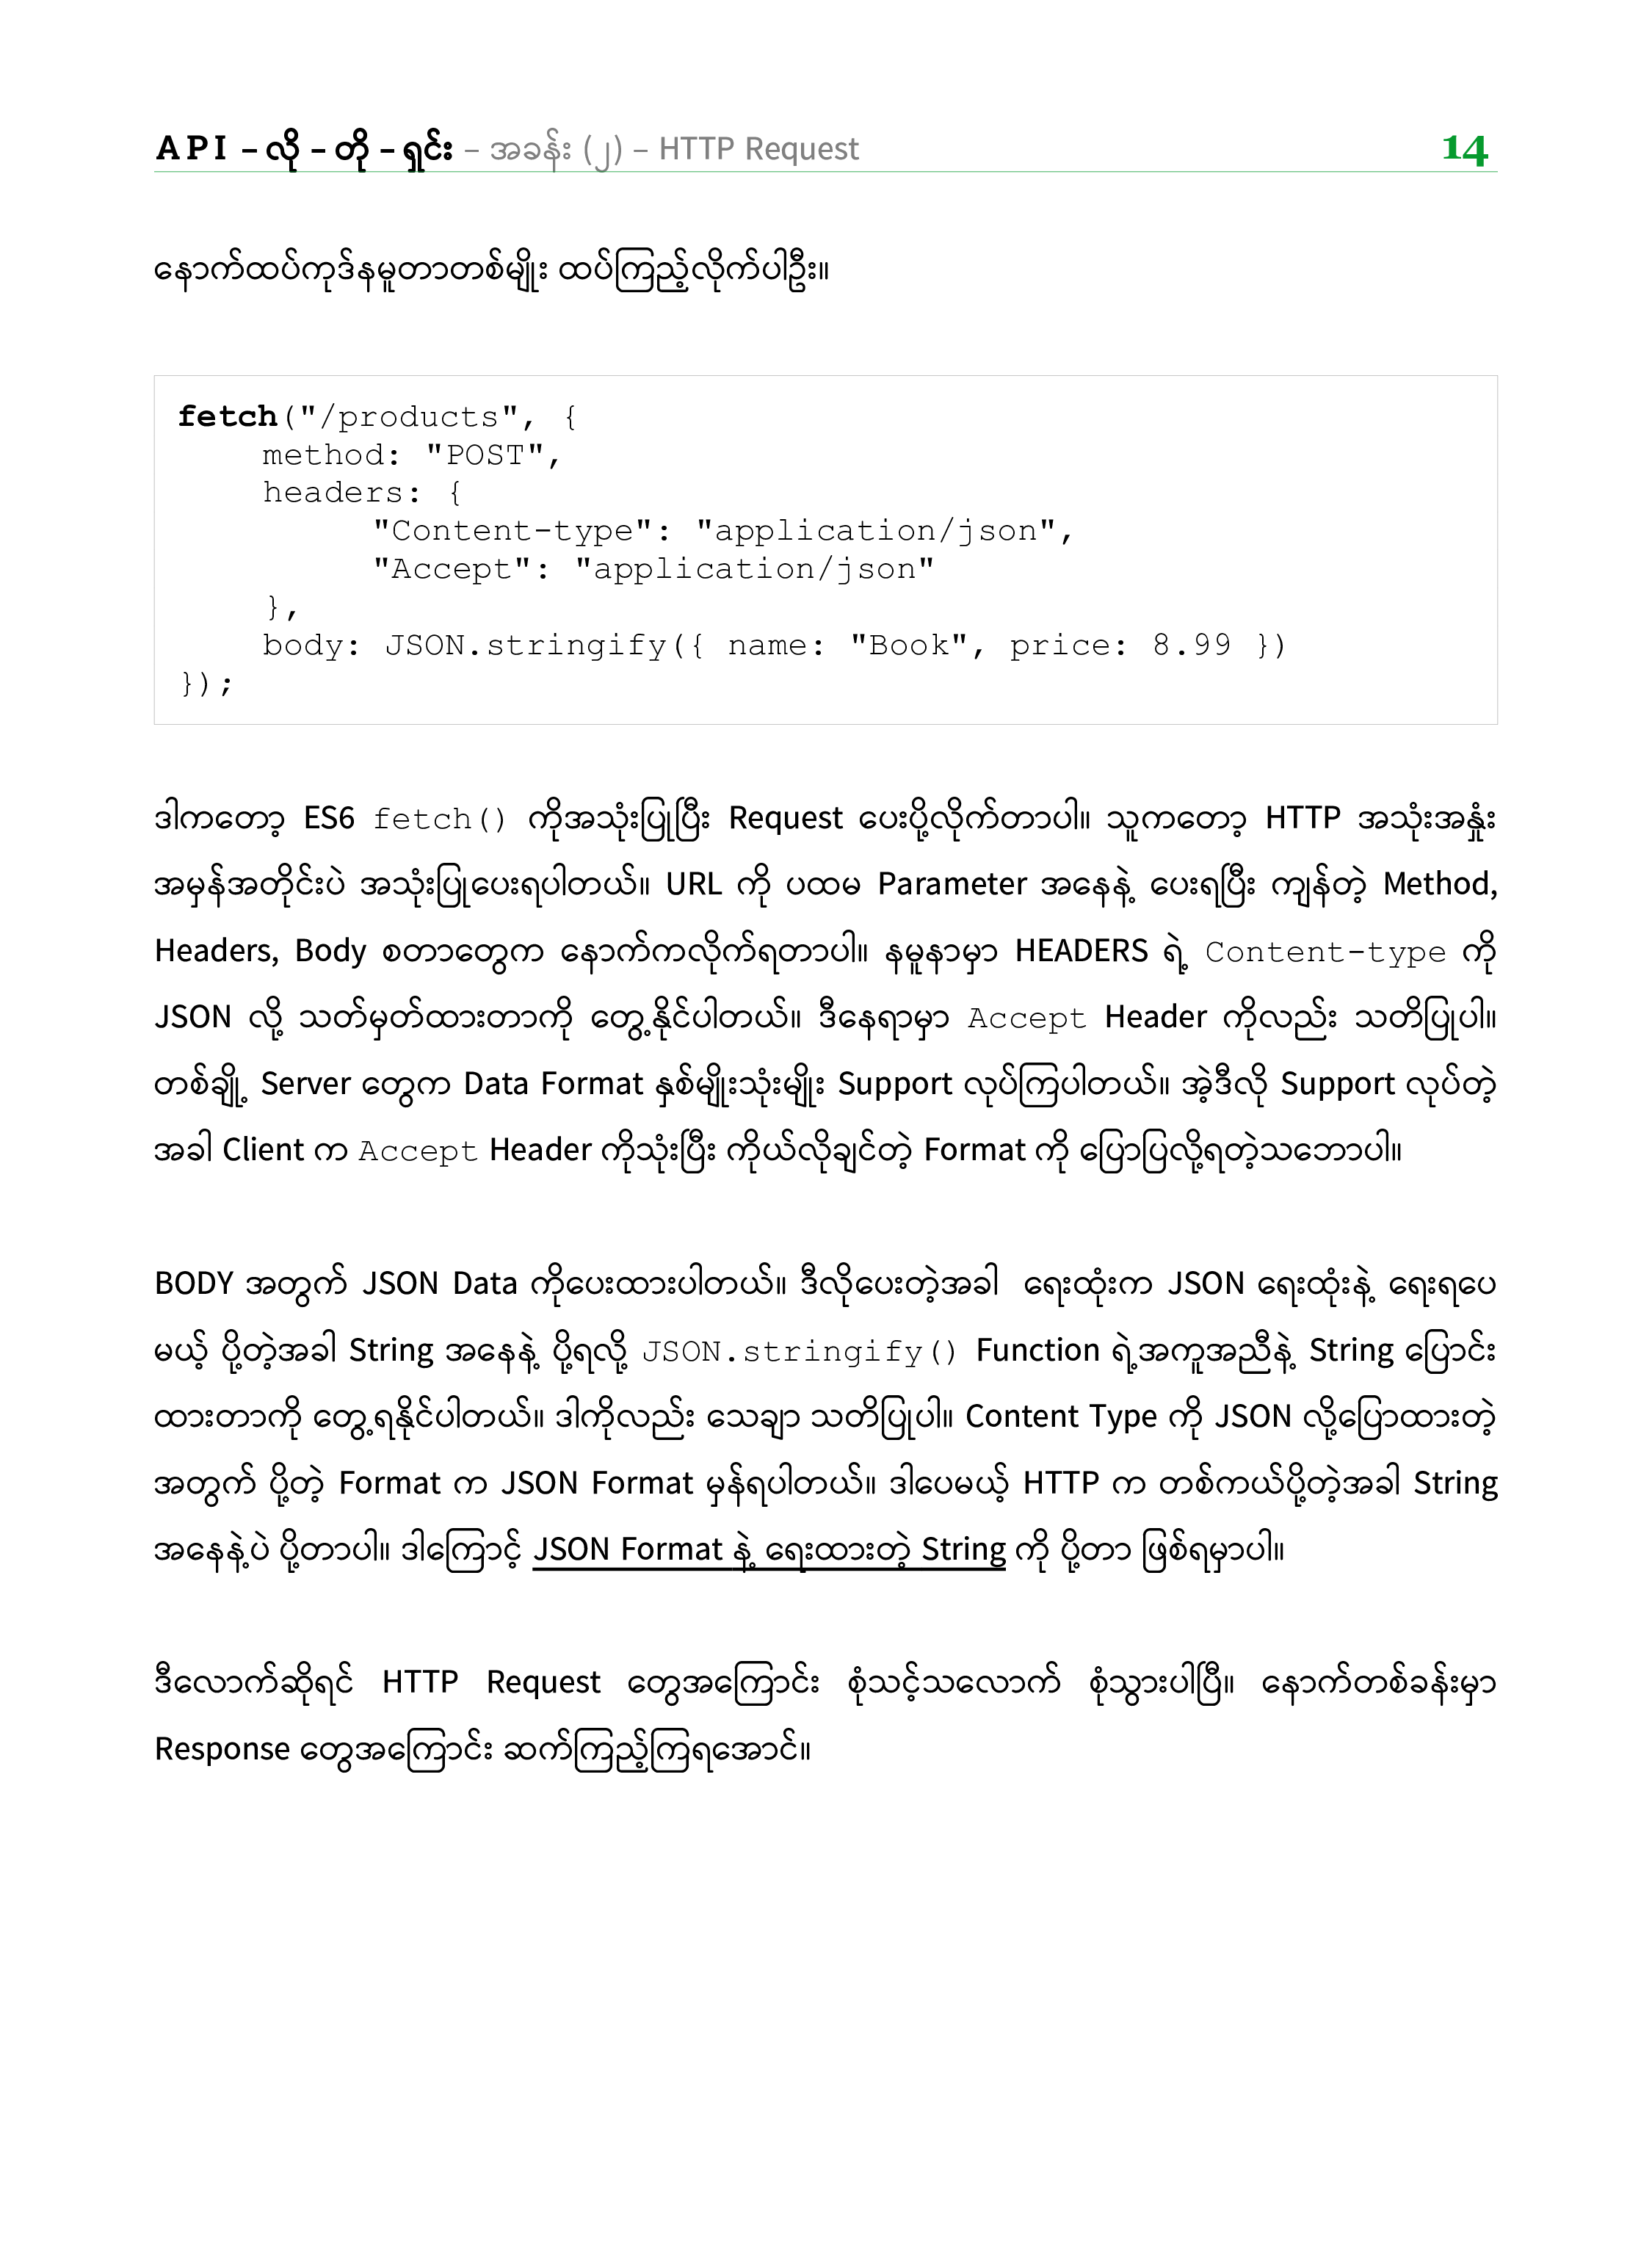 API – လို – တို – ရှင်း – အခန်း (၂) – HTTP Request 14
နောက်ထပ်ကုဒ်နမူတာတစ်မျိုး ထပ်ကြည့်လိုက်ပါဦး။
fetch("/products", {
method: "POST",
headers: {
"Content-type": "application/json",
"Accept": "application/json"
},
body: JSON.stringify({ name: "Book", price: 8.99 })
});
ဒါကတော့ ES6 fetch() ကိုအသုံးပြုပြီး Request ပေးပို့လိုက်တာပါ။ သူကတော့ HTTP အသုံးအနှုံး
အမှန်အတိုင်းပဲ အသုံးပြုပေးရပါတယ်။ URL ကို ပထမ Parameter အနေနဲ့ ပေးရပြီး ကျန်တဲ့ Method,
Headers, Body စတာတွေက နောက်ကလိုက်ရတာပါ။ နမူနာမှာ HEADERS ရဲ့ Content-type ကို
JSON လို့ သတ်မှတ်ထားတာကို တွေ့နိုင်ပါတယ်။ ဒီနေရာမှာ Accept Header ကိုလည်း သတိပြုပါ။
တစ်ချို့ Server တွေက Data Format နှစ်မျိုးသုံးမျိုး Support လုပ်ကြပါတယ်။ အဲ့ဒီလို Support လုပ်တဲ့
အခါ Client က Accept Header ကိုသုံးပြီး ကိုယ်လိုချင်တဲ့ Format ကို ပြောပြလို့ရတဲ့သဘောပါ။
BODY အတွက် JSON Data ကိုပေးထားပါတယ်။ ဒီလိုပေးတဲ့အခါ ရေးထုံးက JSON ရေးထုံးနဲ့ ရေးရပေ
မယ့် ပို့တဲ့အခါ String အနေနဲ့ ပို့ရလို့ JSON.stringify() Function ရဲ့အကူအညီနဲ့ String ပြောင်း
ထားတာကို တွေ့ရနိုင်ပါတယ်။ ဒါကိုလည်း သေချာ သတိပြုပါ။ Content Type ကို JSON လို့ပြောထားတဲ့
အတွက် ပို့တဲ့ Format က JSON Format မှန်ရပါတယ်။ ဒါပေမယ့် HTTP က တစ်ကယ်ပို့တဲ့အခါ String
အနေနဲ့ပဲ ပို့တာပါ။ ဒါကြောင့် JSON Format နဲ့ ရေးထားတဲ့ String ကို ပို့တာ ဖြစ်ရမှာပါ။
ဒီလောက်ဆိုရင် HTTP Request တွေအကြောင်း စုံသင့်သလောက် စုံသွားပါပြီ။ နောက်တစ်ခန်းမှာ
Response တွေအကြောင်း ဆက်ကြည့်ကြရအောင်။